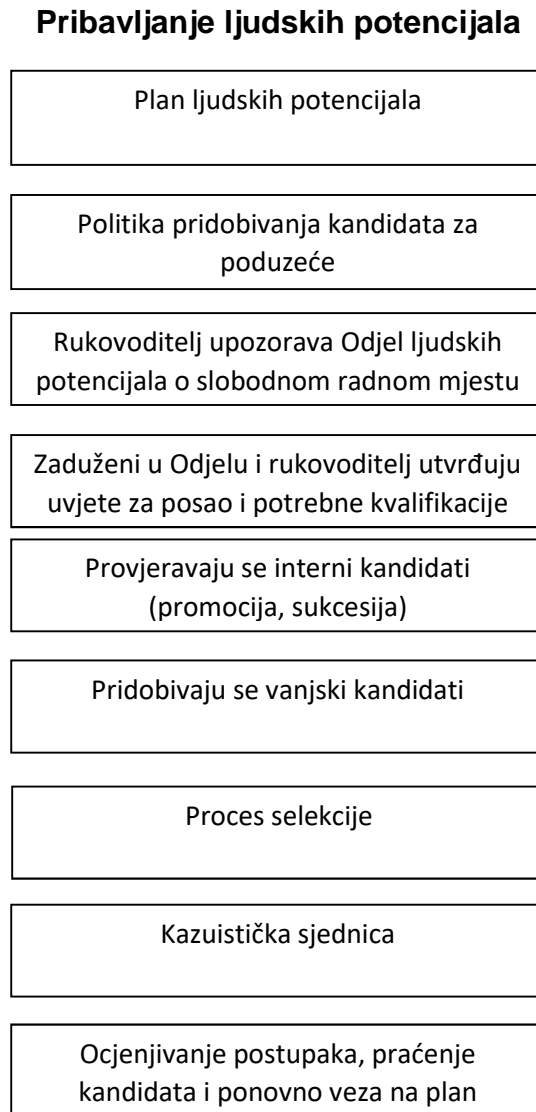 Pribavljanje ljudskih potencijala
Plan ljudskih potencijala
Politika pridobivanja kandidata za
poduzeće
Rukovoditelj upozorava Odjel ljudskih
potencijala o slobodnom radnom mjestu
Zaduženi u Odjelu i rukovoditelj utvrđuju
uvjete za posao i potrebne kvalifikacije
Provjeravaju se interni kandidati
(promocija, sukcesija)
Pridobivaju se vanjski kandidati
Proces selekcije
Kazuistička sjednica
Ocjenjivanje postupaka, praćenje
kandidata i ponovno veza na plan